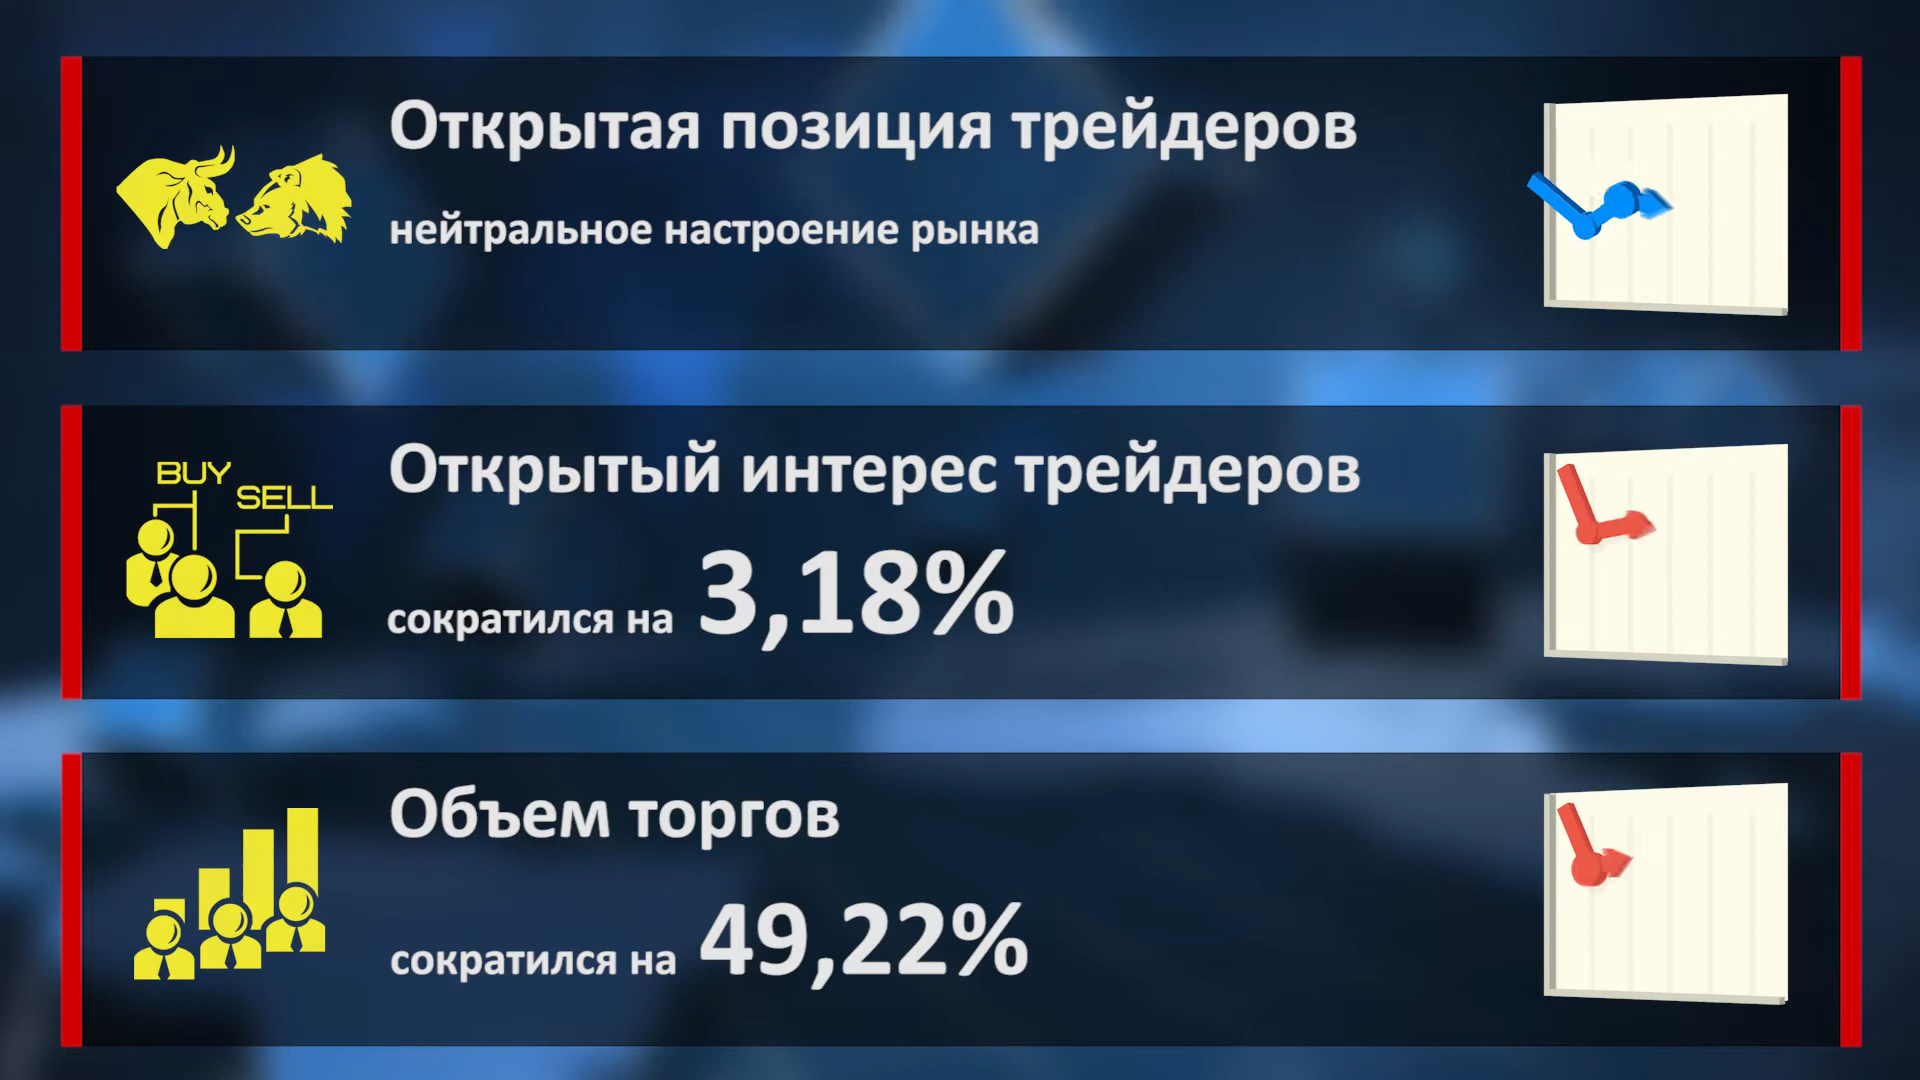 Открытая позиция трейдеров
нейтральное настроение рынка
BUY
SELL
Открытый интерес трейдеров
сократился на 3,18%
Объем торгов
сократился на 49,22%